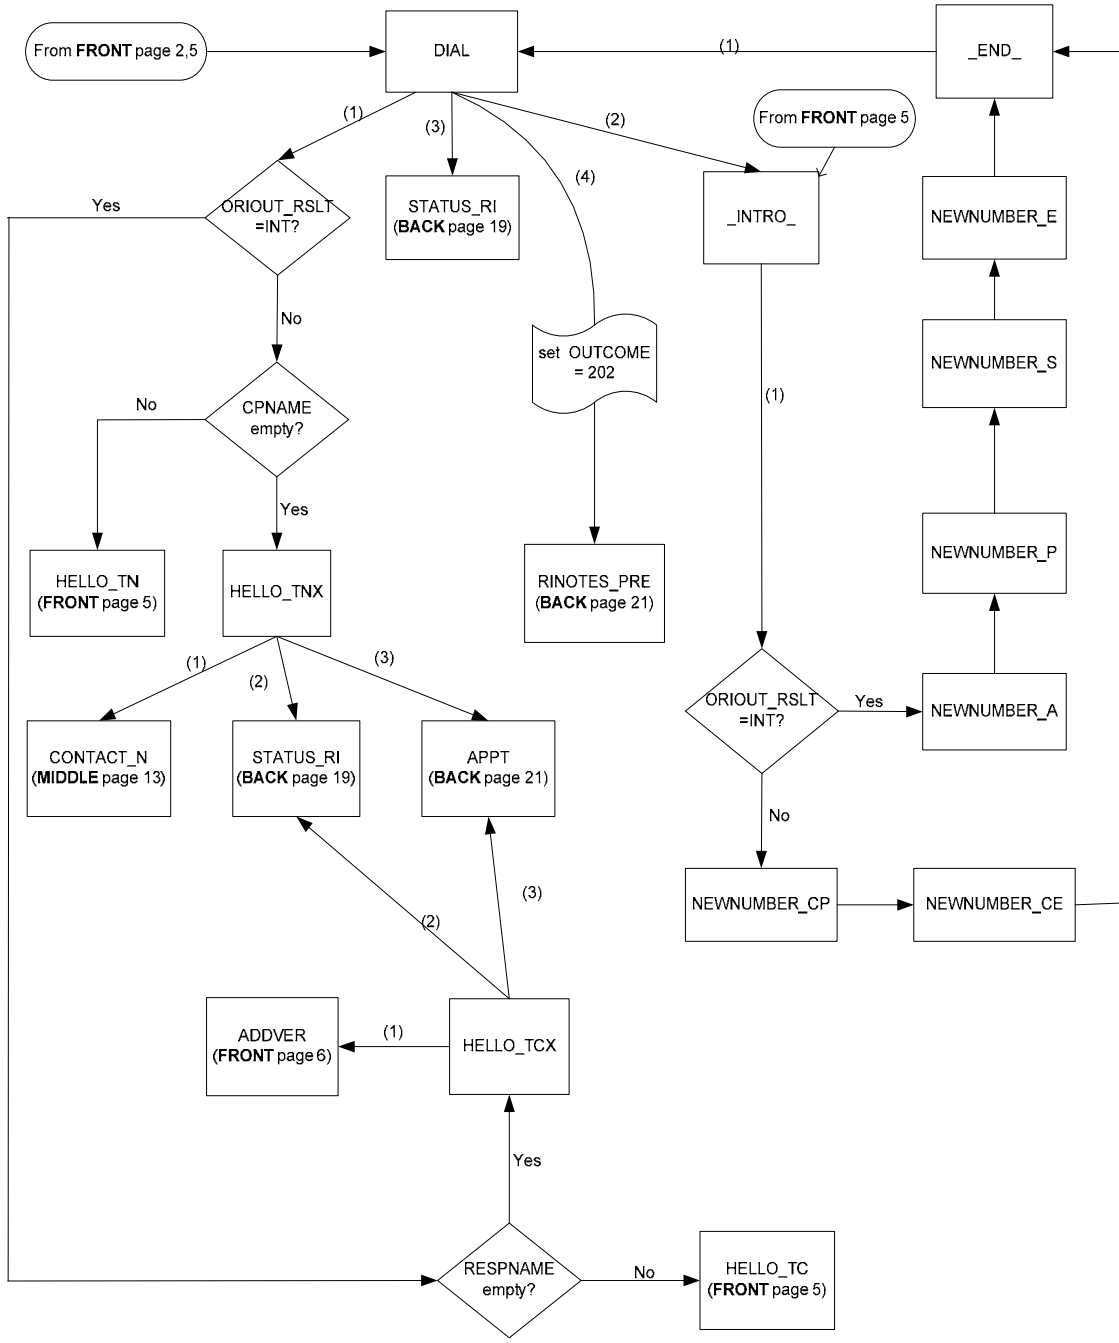 From FRONT page 2,5
DIAL
(1)
_END_
(1)
(3)
(2)
(4)
From FRONT page 5
Yes
ORIOUT_RSLT
=INT?
STATUS_RI
(BACK page 19)
_INTRO_
NEWNUMBER_E
No
set OUTCOME
= 202
NEWNUMBER_S
No
CPNAME
empty?
(1)
Yes
HELLO_TN
(FRONT page 5)
HELLO_TNX
RINOTES_PRE
(BACK page 21)
NEWNUMBER_P
(1)
(2)
(3)
ORIOUT_RSLT
=INT?
Yes
NEWNUMBER_A
CONTACT_N
(MIDDLE page 13)
STATUS_RI
(BACK page 19)
APPT
(BACK page 21)
No
(2)
(3)
NEWNUMBER_CP
NEWNUMBER_CE
ADDVER
(FRONT page 6)
(1)
HELLO_TCX
Yes
RESPNAME
empty?
No
HELLO_TC
(FRONT page 5)